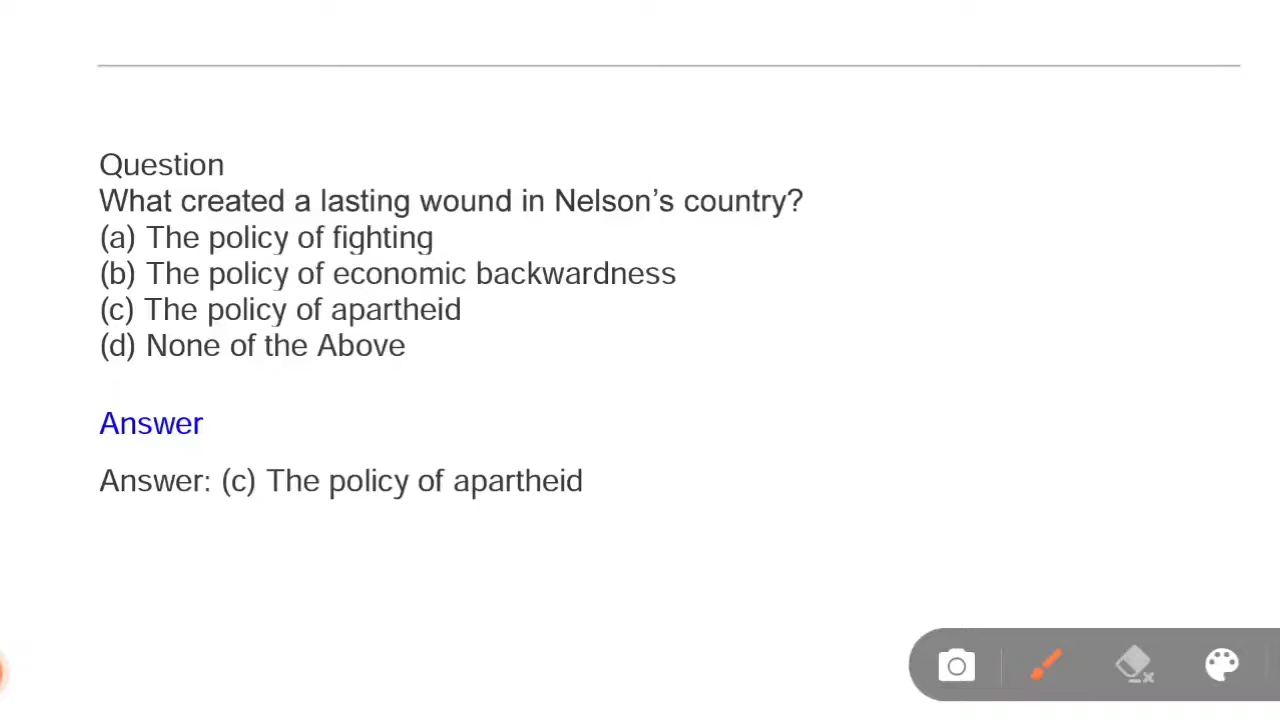 Question
What created a lasting wound in Nelson’s country?
(a) The policy of fighting
(b) The policy of economic backwardness
(c) The policy of apartheid
(d) None of the Above
Answer
Answer: (c) The policy of apartheid